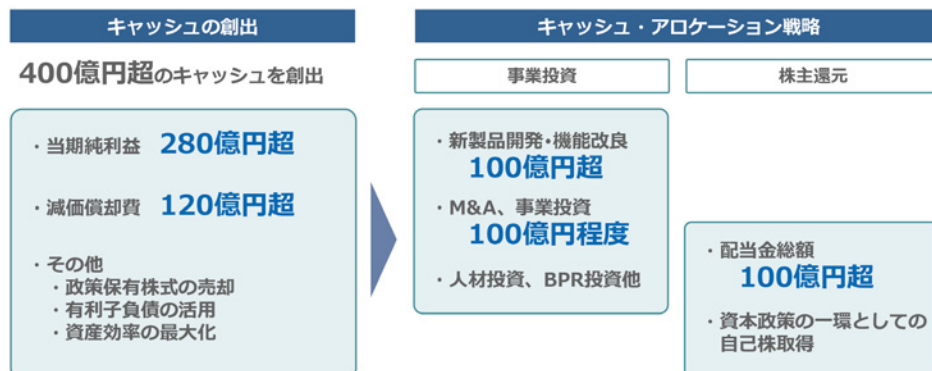 キャッシュの創出
400億円超のキャッシュを創出
・当期純利益 280億円超
・減価償却費 120億円超
・その他
・政策保有株式の売却
・有利子負債の活用
・資産効率の最大化
キャッシュ・アロケーション戦略
事業投資
・新製品開発・機能改良
100億円超
・M&A、事業投資
100億円程度
・人材投資、BPR投資他
株主還元
・配当金総額
100億円超
・資本政策の一環としての
自己株取得